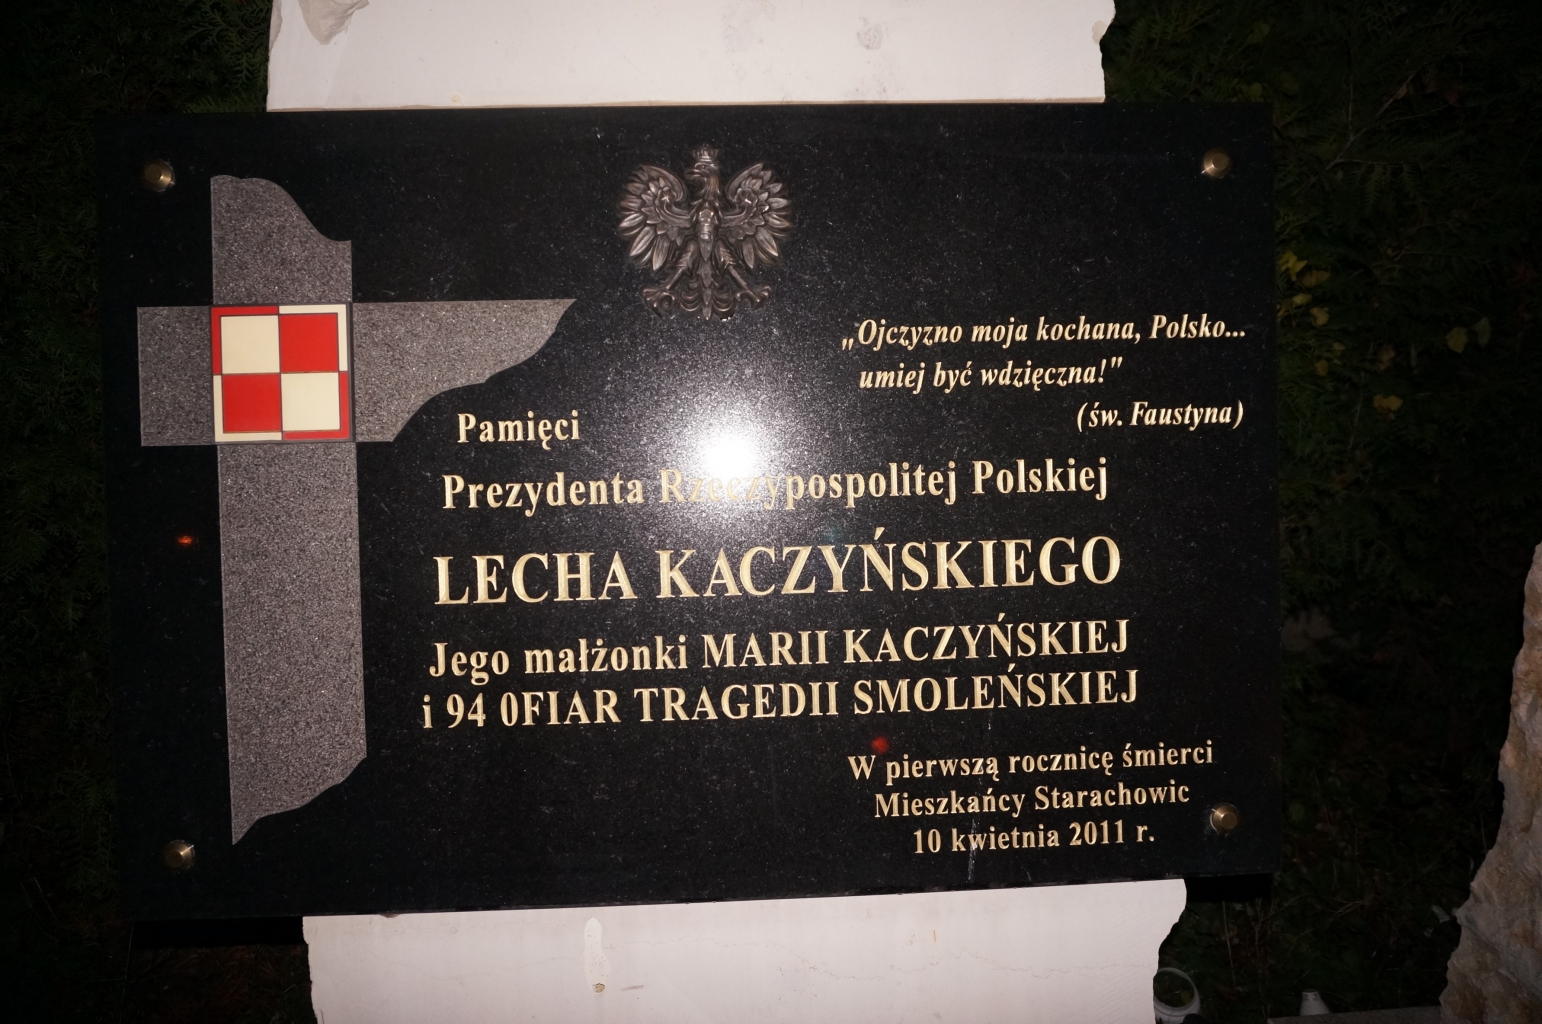 „Ojczyzno moja kochana, Polsko...
umiej być wdzięczna!"
(św. Faustyna)
Pamięci
Prezydenta Rzeczypospolitej Polskiej
LECHA KACZYŃSKIEGO
Jego małżonki MARII KACZYŃSKIEJ
i 94 OFIAR TRAGEDII SMOLEŃSKIEJ
W pierwszą rocznicę śmierci
Mieszkańcy Starachowic
10 kwietnia 2011 r.